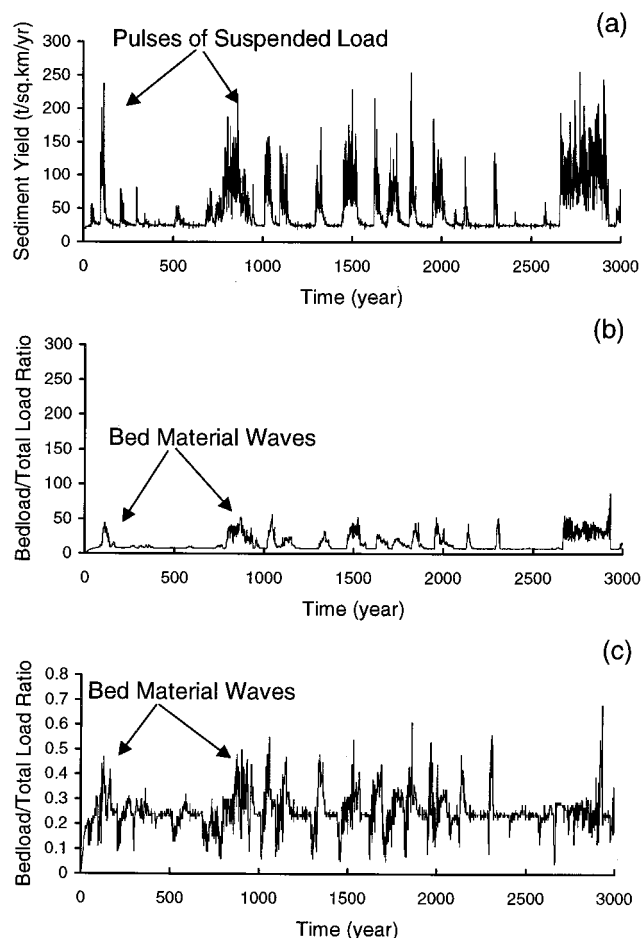 (a)
Pulses of Suspended Load
Sediment Yield (t/sq.km/yr)
300
250
200
150
100
50
0
0 500 1000 1500 2000 2500 3000
Time (year)
(b)
Bed Material Waves
Bedload/Total Load Ratio
300
250
200
150
100
50
0
0 500 1000 1500 2000 2500 3000
Time (year)
(c)
Bed Material Waves
Bedload/Total Load Ratio
0.8
0.7
0.6
0.5
0.4
0.3
0.2
0.1
0
0 500 1000 1500 2000 2500 3000
Time (year)